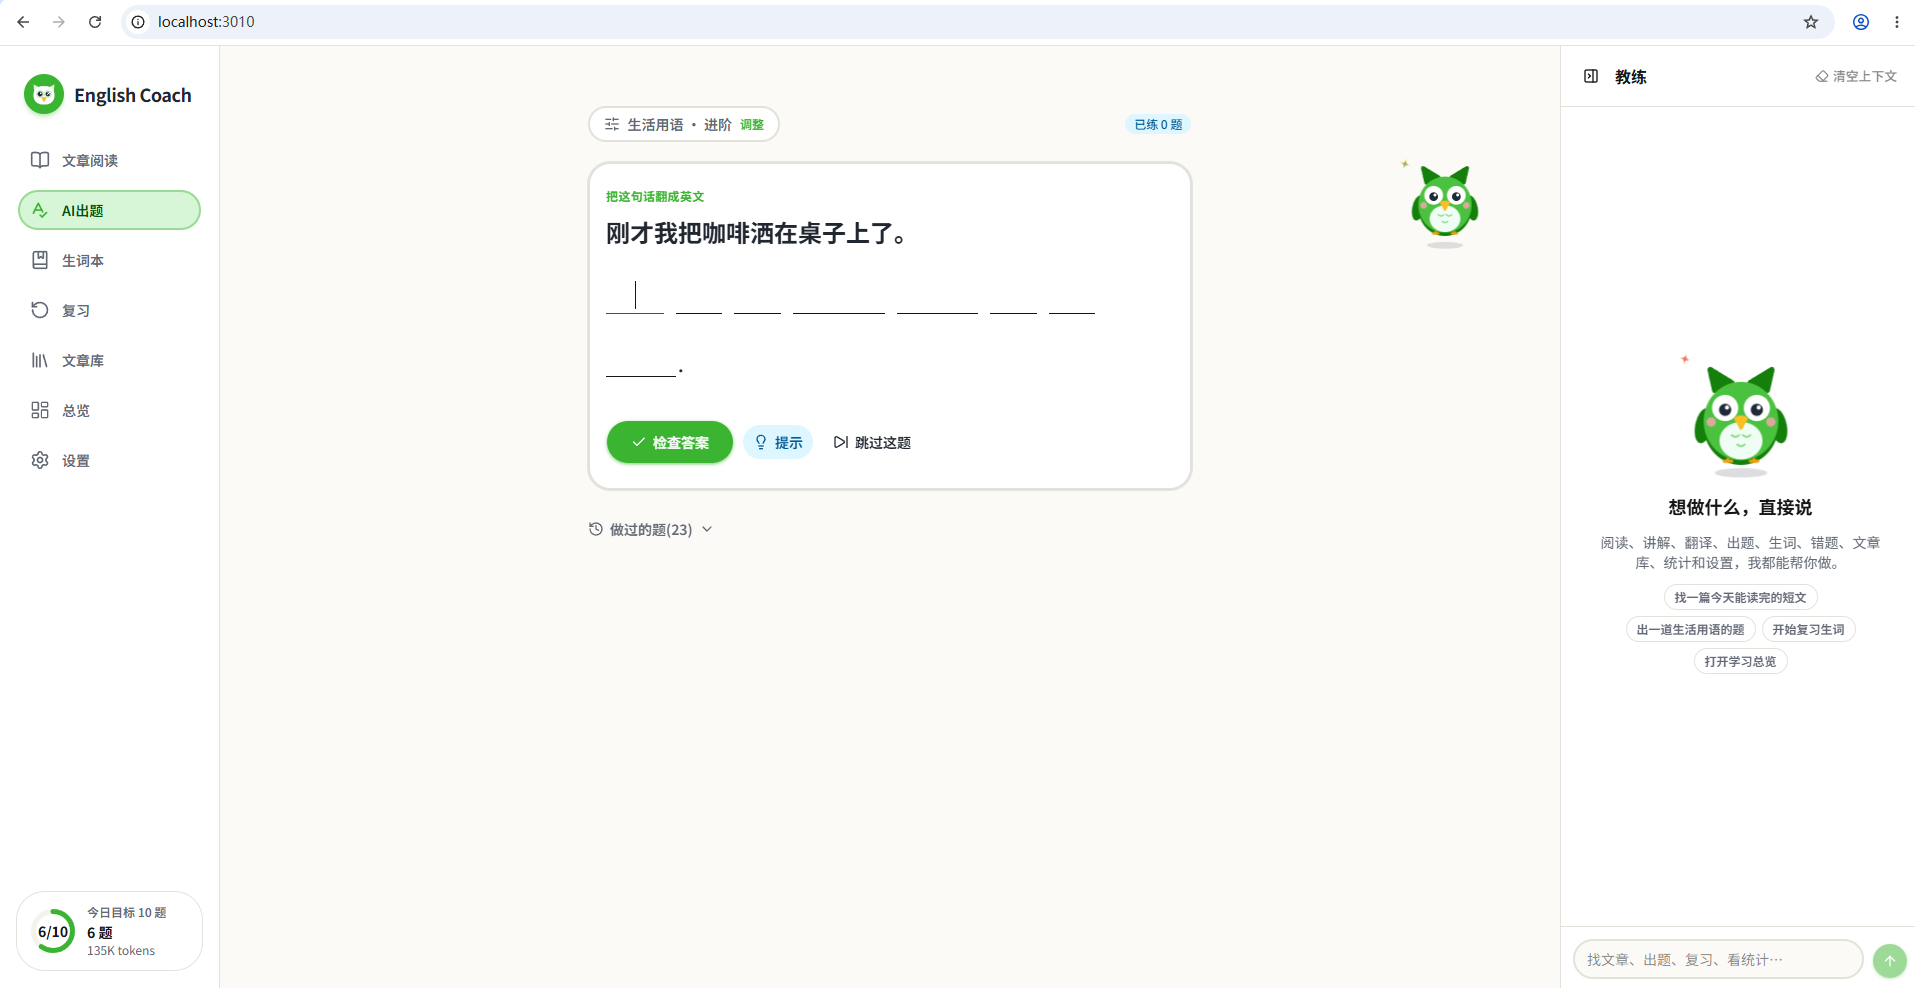 localhost:3010
English Coach
文章阅读
AI出题
生词本
复习
文章库
总览
设置
6/10
今日目标 10 题
6 题
135K tokens
生活用语 • 进阶 调整
已练 0 题
把这句话翻成英文
刚才我把咖啡洒在桌子上了。
.
检查答案
提示
跳过这题
做过的题(23)
教练
清空上下文
想做什么，直接说
阅读、讲解、翻译、出题、生词、错题、文章
库、统计和设置，我都能帮你做。
找一篇今天能读完的短文
出一道生活用语的题
开始复习生词
打开学习总览
找文章、出题、复习、看统计…